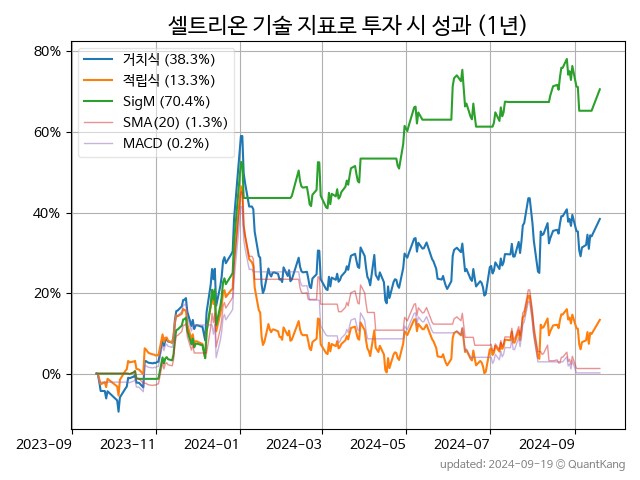 셀트리온 기술 지표로 투자 시 성과 (1년)
80%
60%
40%
20%
0%
거치식 (38.3%)
적립식 (13.3%)
SigM (70.4%)
SMA(20) (1.3%)
MACD (0.2%)
2023-09 2023-11 2024-01 2024-03 2024-05 2024-07 2024-09
updated: 2024-09-19 © QuantKang